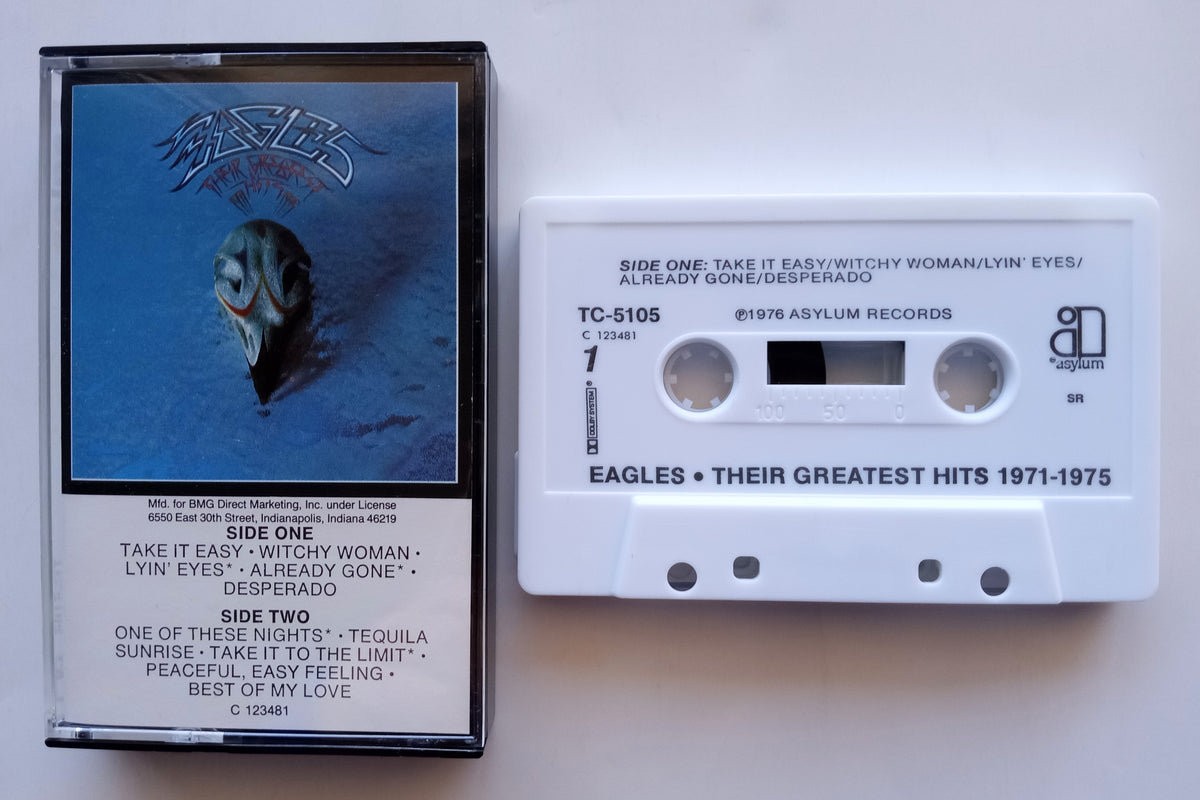 EAGLES
THEIR GREATEST
HITS
Mfd. for BMG Direct Marketing, Inc. under License
6550 East 30th Street, Indianapolis, Indiana 46219
SIDE ONE
TAKE IT EASY • WITCHY WOMAN •
LYIN' EYES* • ALREADY GONE* •
DESPERADO
SIDE TWO
ONE OF THESE NIGHTS* • TEQUILA
SUNRISE • TAKE IT TO THE LIMIT* •
PEACEFUL, EASY FEELING •
BEST OF MY LOVE
C 123481
SIDE ONE: TAKE IT EASY/WITCHY WOMAN/LYIN' EYES/
ALREADY GONE/DESPERADO
TC-5105
℗1976 ASYLUM RECORDS
C 123481
1
® DOLBY SYSTEM
asylum
SR
100 50 0
EAGLES • THEIR GREATEST HITS 1971-1975